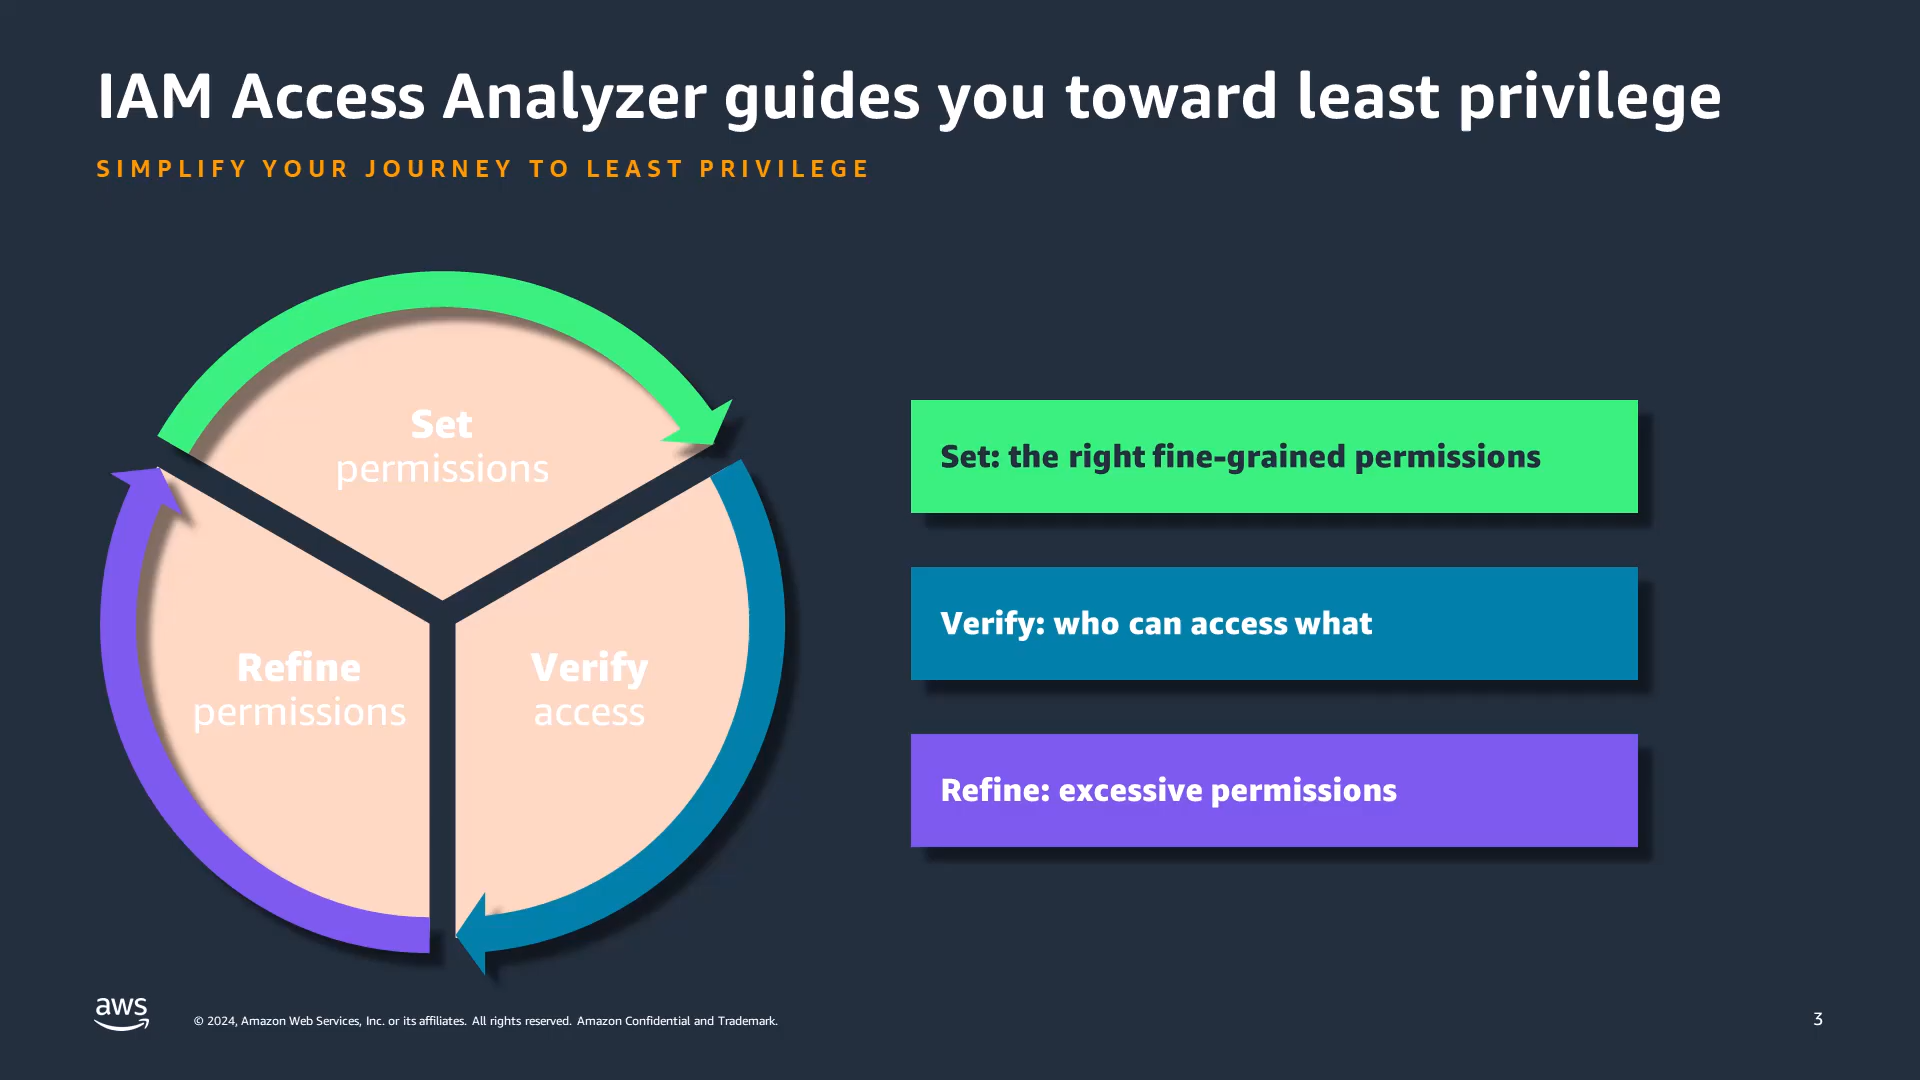 IAM Access Analyzer guides you toward least privilege
SIMPLIFY YOUR JOURNEY TO LEAST PRIVILEGE
Set
permissions
Refine
permissions
Verify
access
Set: the right fine-grained permissions
Verify: who can access what
Refine: excessive permissions
aws
© 2024, Amazon Web Services, Inc. or its affiliates. All rights reserved. Amazon Confidential and Trademark.
3